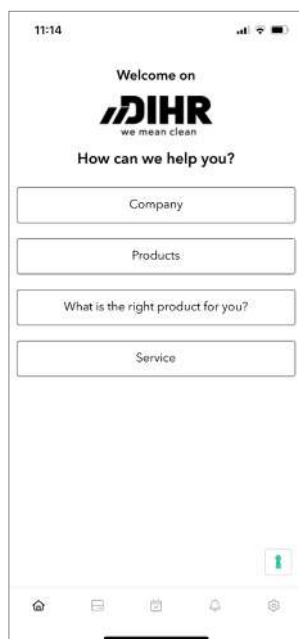 11:14
Welcome on
DIHR
we mean clean
How can we help you?
Company
Products
What is the right product for you?
Service